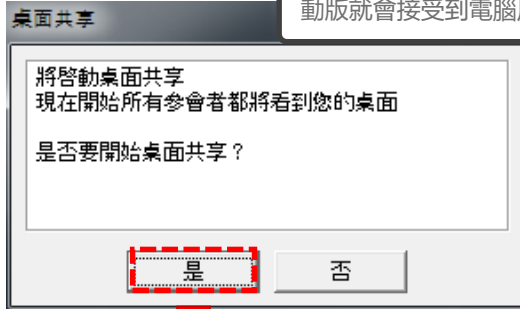 動版就會接受到電腦
桌面共享
將啓動桌面共享
現在開始所有參會者都將看到您的桌面
是否要開始桌面共享？
是
否